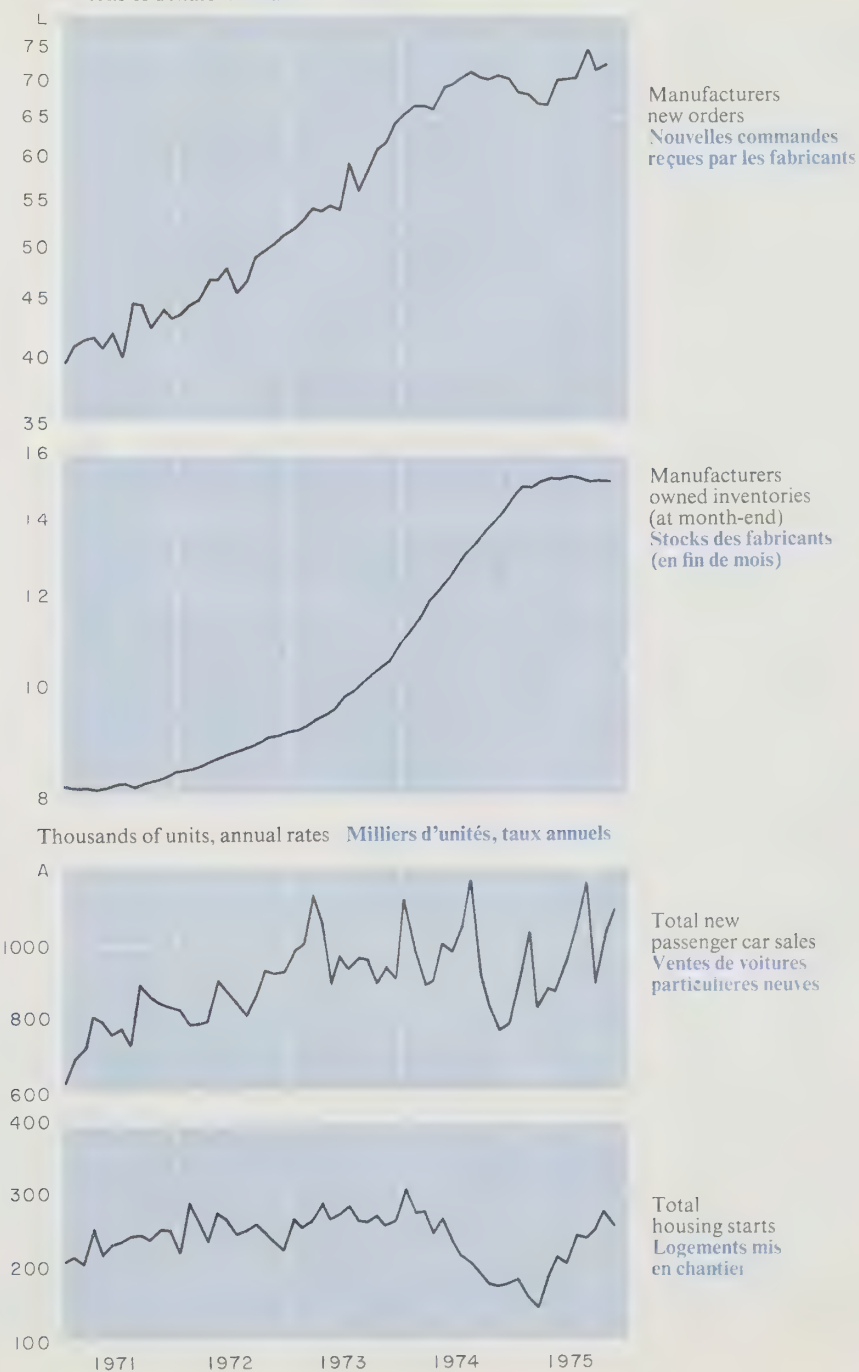 L
75
70
65
60
55
50
45
40
35
Manufacturers
new orders
Nouvelles commandes
reçues par les fabricants
16
14
12
10
8
Manufacturers
owned inventories
(at month-end)
Stocks des fabricants
(en fin de mois)
Thousands of units, annual rates Milliers d'unités, taux annuels
A
1000
800
600
Total new
passenger car sales
Ventes de voitures
particulieres neuves
400
300
200
100
Total
housing starts
Logements mis
en chantier
1971 1972 1973 1974 1975